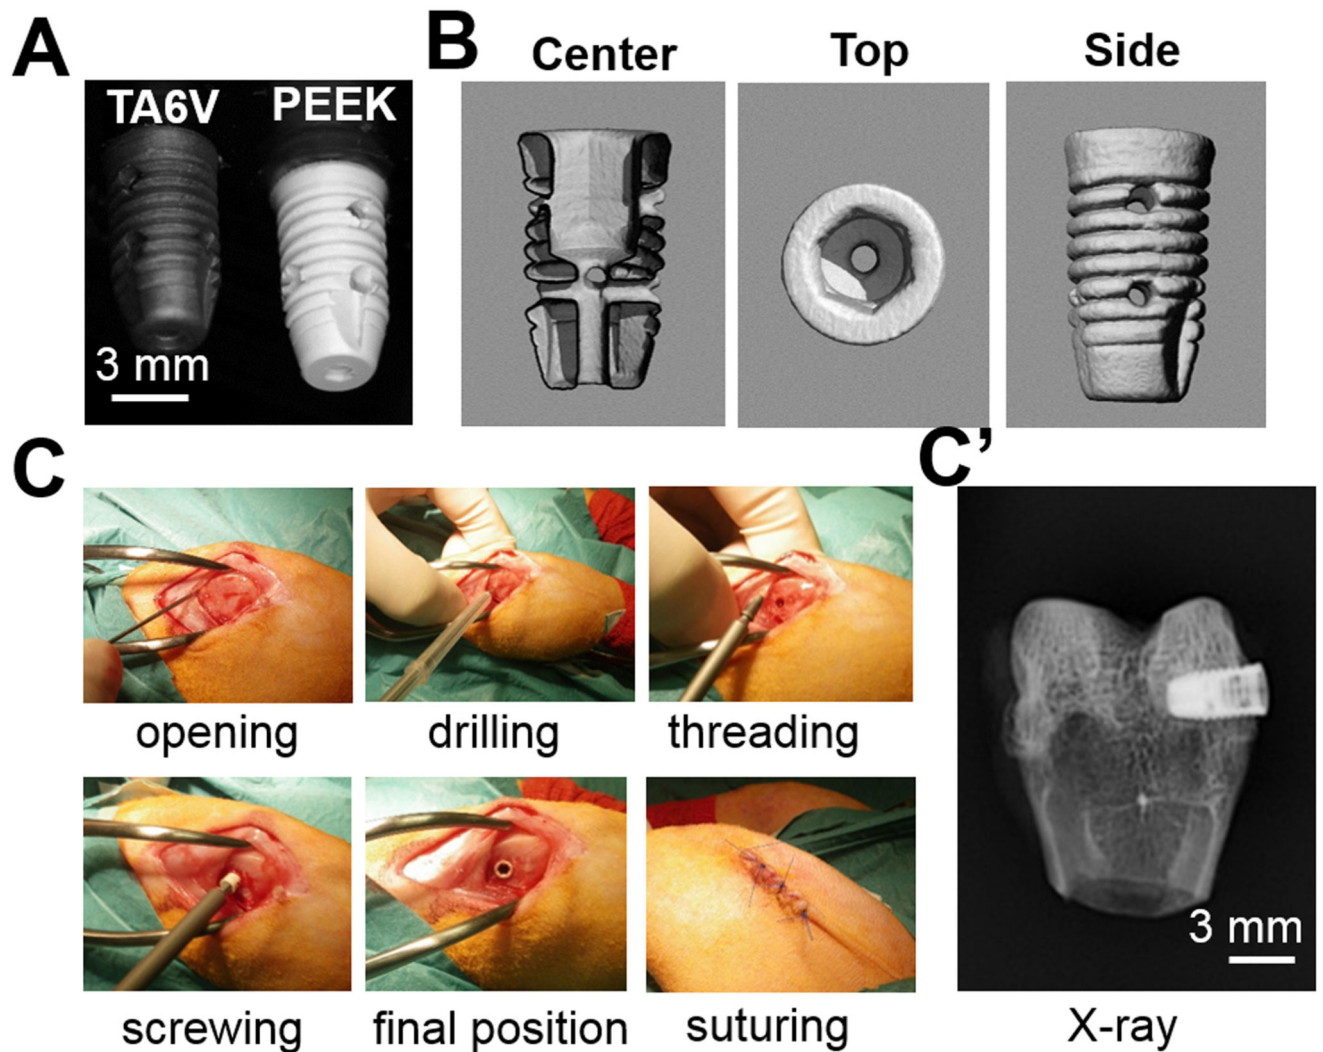 A
B
Center
Top
Side
TA6V
PEEK
3 mm
C
C’
opening
drilling
threading
screwing
final position
suturing
3 mm
X-ray